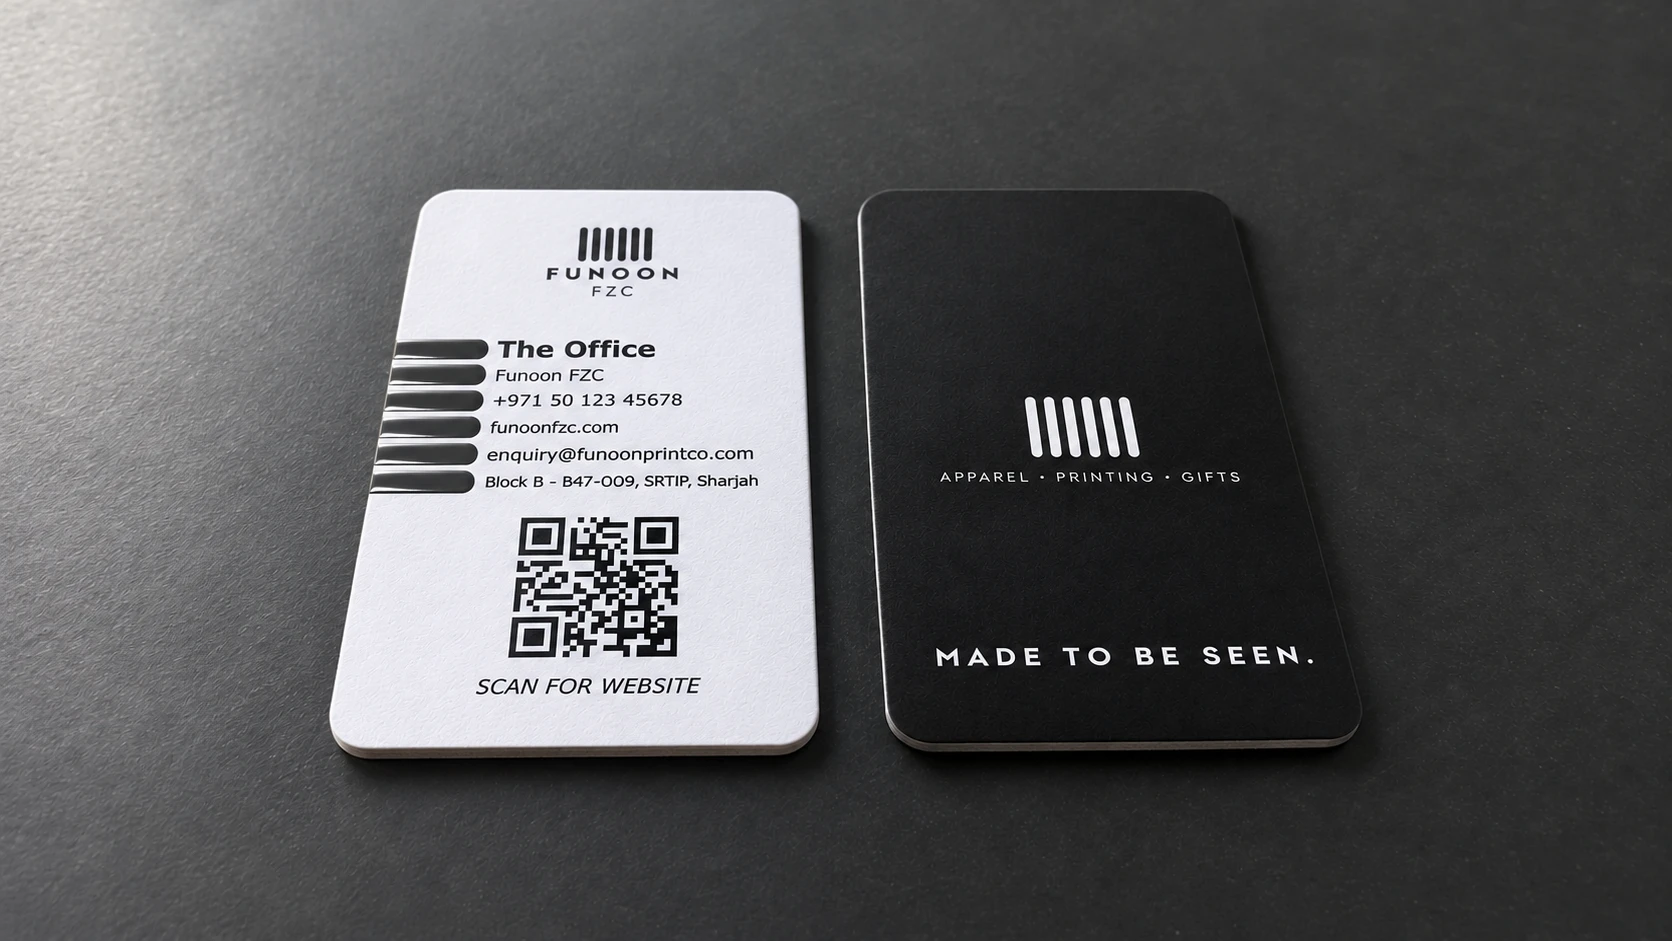 FUNOON
FZC
The Office
Funoon FZC
+971 50 123 45678
funoonfzc.com
enquiry@funoonprintco.com
Block B - B47-009, SRTIP, Sharjah
SCAN FOR WEBSITE
APPAREL • PRINTING • GIFTS
MADE TO BE SEEN.